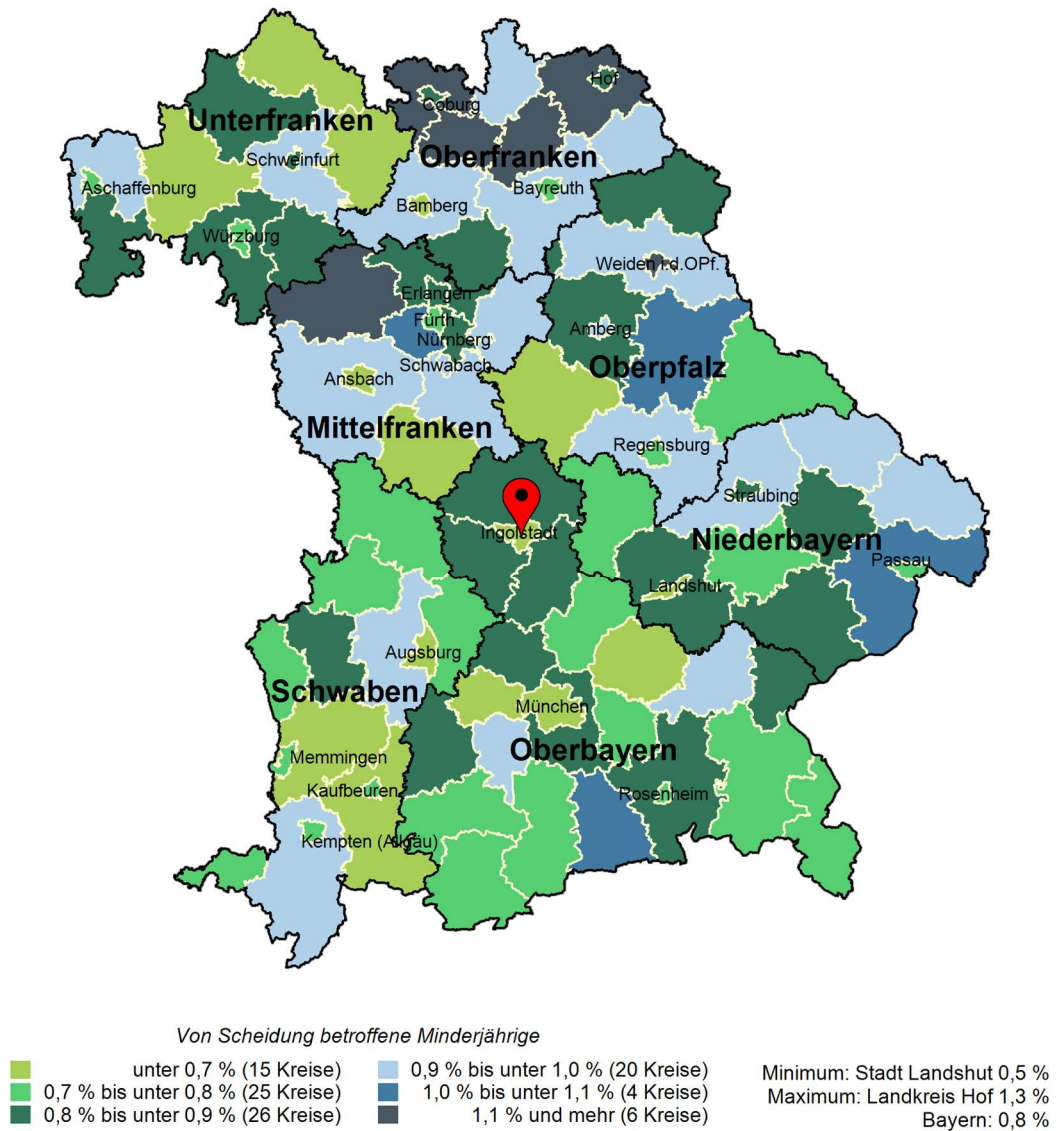 Hof
Coburg
Unterfranken
Oberfranken
Schweinfurt
Aschaffenburg
Bayreuth
Bamberg
Würzburg
Weiden i.d.OPf.
Erlangen
Fürth
Amberg
Nürnberg
Schwabach
Oberpfalz
Ansbach
Mittelfranken
Regensburg
Straubing
Ingolstadt
Niederbayern
Passau
Landshut
Augsburg
Schwaben
München
Oberbayern
Memmingen
Kaufbeuren
Rosenheim
Kempten (Allgäu)
Von Scheidung betroffene Minderjährige
unter 0,7 % (15 Kreise)
0,7 % bis unter 0,8 % (25 Kreise)
0,8 % bis unter 0,9 % (26 Kreise)
0,9 % bis unter 1,0 % (20 Kreise)
1,0 % bis unter 1,1 % (4 Kreise)
1,1 % und mehr (6 Kreise)
Minimum: Stadt Landshut 0,5 %
Maximum: Landkreis Hof 1,3 %
Bayern: 0,8 %